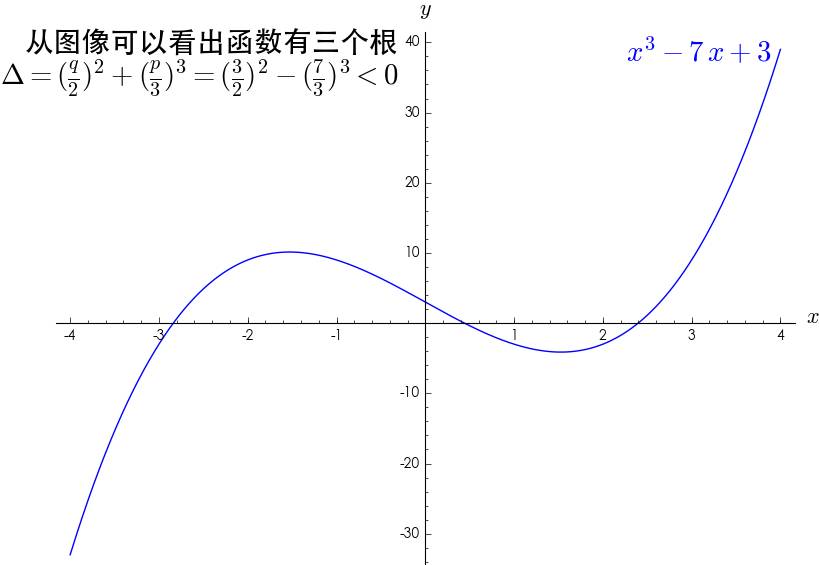 y
从图像可以看出函数有三个根
Δ = (q/2)² + (p/3)³ = (3/2)² − (7/3)³ < 0
x³ − 7 x + 3
40
30
20
10
-4 -3 -2 -1 1 2 3 4 x
-10
-20
-30